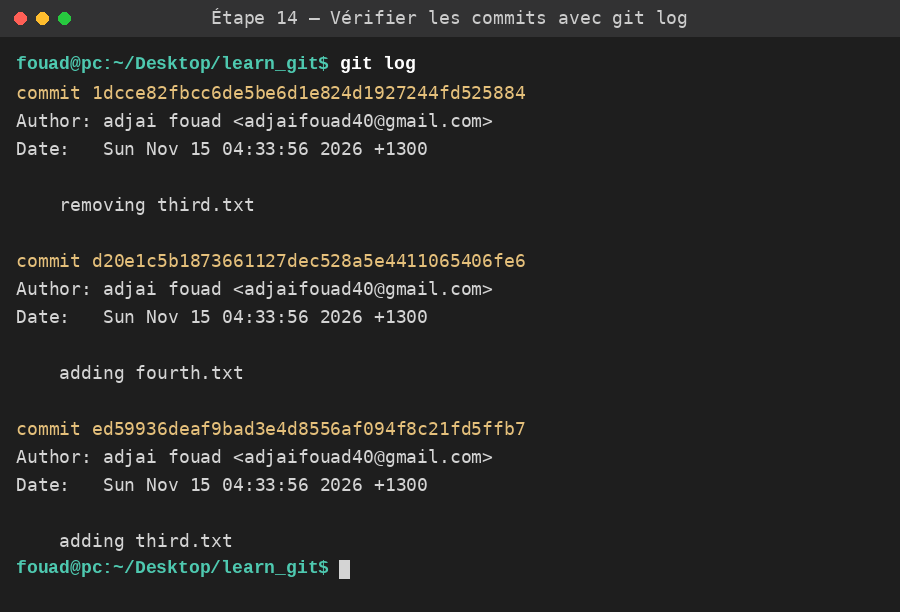 Étape 14 — Vérifier les commits avec git log
fouad@pc:~/Desktop/learn_git$ git log
commit 1dcce82fbcc6de5be6d1e824d1927244fd525884
Author: adjai fouad <adjaifouad40@gmail.com>
Date:   Sun Nov 15 04:33:56 2026 +1300
removing third.txt
commit d20e1c5b1873661127dec528a5e4411065406fe6
Author: adjai fouad <adjaifouad40@gmail.com>
Date:   Sun Nov 15 04:33:56 2026 +1300
adding fourth.txt
commit ed59936deaf9bad3e4d8556af094f8c21fd5ffb7
Author: adjai fouad <adjaifouad40@gmail.com>
Date:   Sun Nov 15 04:33:56 2026 +1300
adding third.txt
fouad@pc:~/Desktop/learn_git$